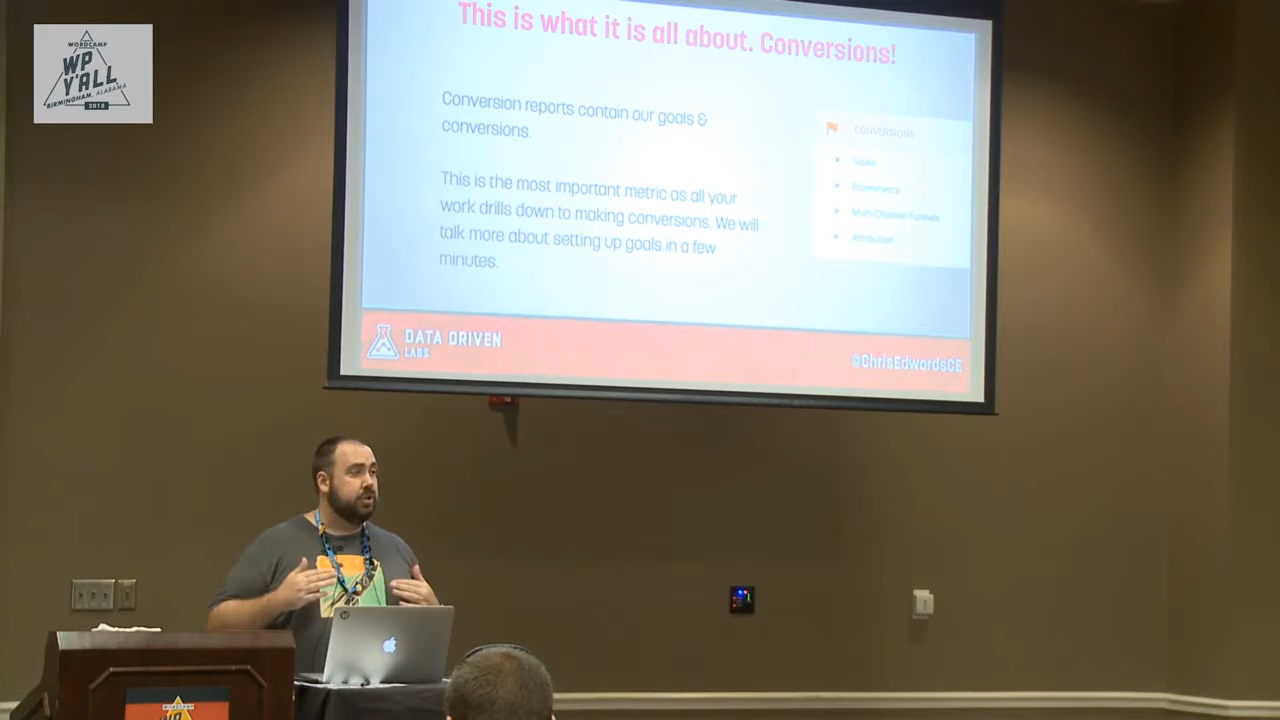 WORDCAMP
WP
Y'ALL
BIRMINGHAM, ALABAMA
2018
This is what it is all about. Conversions!
Conversion reports contain our goals &
conversions.
This is the most important metric as all your
work drills down to making conversions. We will
talk more about setting up goals in a few
minutes.
CONVERSIONS
Goals
Ecommerce
Multi-Channel Funnels
Attribution
DATA DRIVEN
LABS
@ChrisEdwardsCE
WORDCAMP
WP